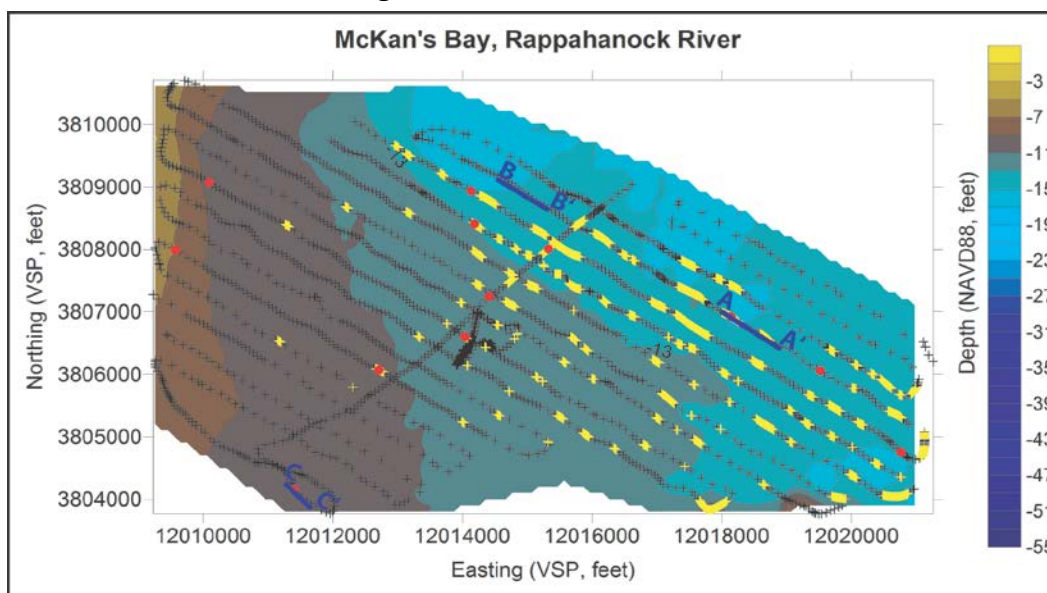 McKan's Bay, Rappahanock River
3810000
3809000
3808000
3807000
3806000
3805000
3804000
Northing (VSP, feet)
-13
B
B'
A
A'
-13
C
C'
12010000
12012000
12014000
12016000
12018000
12020000
Easting (VSP, feet)
Depth (NAVD88, feet)
-3
-7
-11
-15
-19
-23
-27
-31
-35
-39
-43
-47
-51
-55